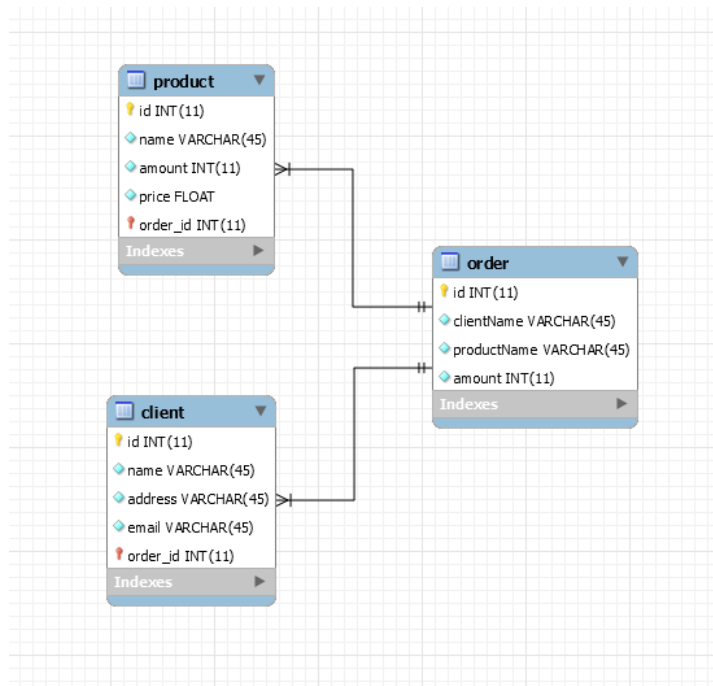 product
id INT(11)
name VARCHAR(45)
amount INT(11)
price FLOAT
order_id INT(11)
Indexes
order
id INT(11)
clientName VARCHAR(45)
productName VARCHAR(45)
amount INT(11)
Indexes
client
id INT(11)
name VARCHAR(45)
address VARCHAR(45)
email VARCHAR(45)
order_id INT(11)
Indexes